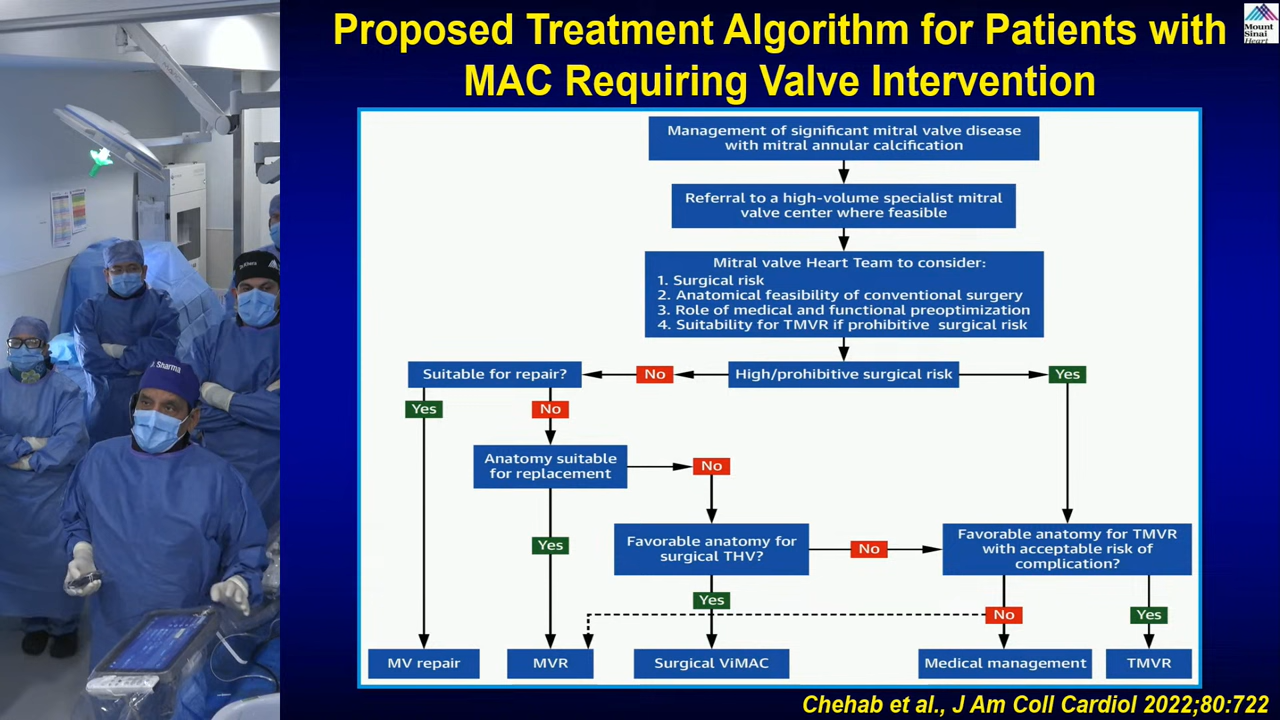 Proposed Treatment Algorithm for Patients with
MAC Requiring Valve Intervention
Mount
Sinai
Heart
Management of significant mitral valve disease
with mitral annular calcification
Referral to a high-volume specialist mitral
valve center where feasible
Mitral valve Heart Team to consider:
1. Surgical risk
2. Anatomical feasibility of conventional surgery
3. Role of medical and functional preoptimization
4. Suitability for TMVR if prohibitive surgical risk
Suitable for repair?
No
High/prohibitive surgical risk
Yes
Yes
No
Anatomy suitable
for replacement
No
Yes
Favorable anatomy for
surgical THV?
No
Favorable anatomy for TMVR
with acceptable risk of
complication?
Yes
No
Yes
MV repair
MVR
Surgical ViMAC
Medical management
TMVR
Chehab et al., J Am Coll Cardiol 2022;80:722
Sharma